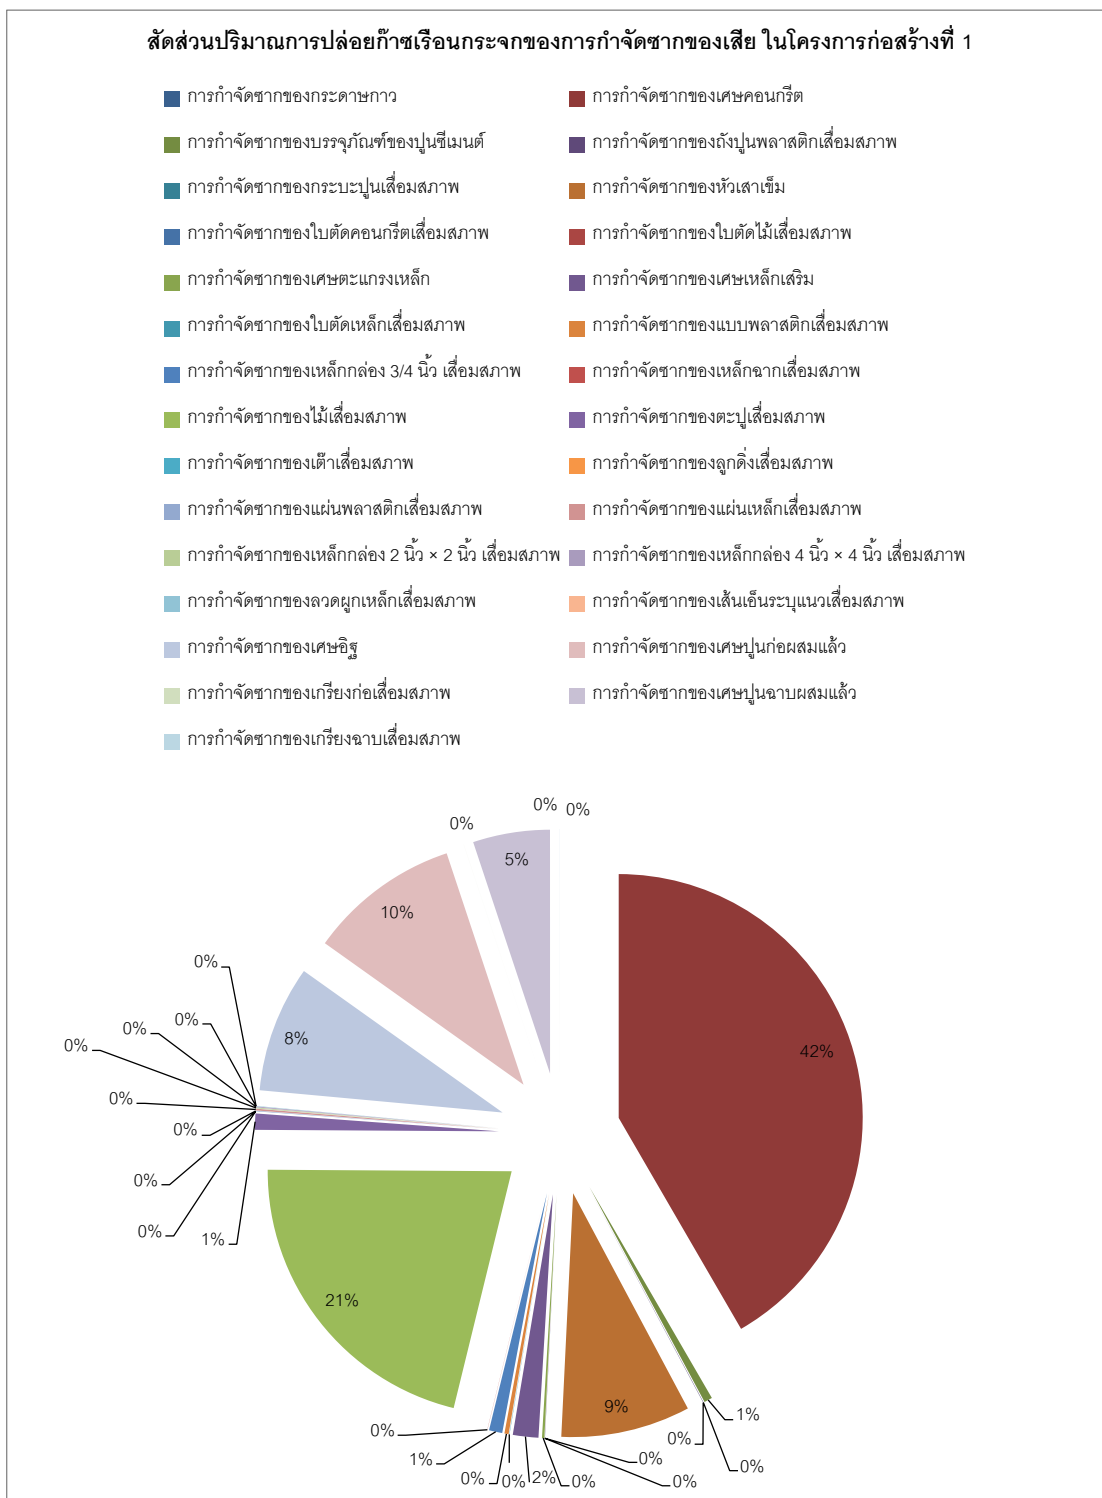 สัดส่วนปริมาณการปล่อยก๊าซเรือนกระจกของการกำจัดซากของเสีย ในโครงการก่อสร้างที่ 1
การกำจัดซากของกระดาษกาว
การกำจัดซากของเศษคอนกรีต
การกำจัดซากของบรรจุภัณฑ์ของปูนซีเมนต์
การกำจัดซากของถังปูนพลาสติกเสื่อมสภาพ
การกำจัดซากของกระบะปูนเสื่อมสภาพ
การกำจัดซากของหัวเสาเข็ม
การกำจัดซากของใบตัดคอนกรีตเสื่อมสภาพ
การกำจัดซากของใบตัดไม้เสื่อมสภาพ
การกำจัดซากของเศษตะแกรงเหล็ก
การกำจัดซากของเศษเหล็กเสริม
การกำจัดซากของใบตัดเหล็กเสื่อมสภาพ
การกำจัดซากของแบบพลาสติกเสื่อมสภาพ
การกำจัดซากของเหล็กกล่อง 3/4 นิ้ว เสื่อมสภาพ
การกำจัดซากของเหล็กฉากเสื่อมสภาพ
การกำจัดซากของไม้เสื่อมสภาพ
การกำจัดซากของตะปูเสื่อมสภาพ
การกำจัดซากของเต๊าเสื่อมสภาพ
การกำจัดซากของลูกดิ่งเสื่อมสภาพ
การกำจัดซากของแผ่นพลาสติกเสื่อมสภาพ
การกำจัดซากของแผ่นเหล็กเสื่อมสภาพ
การกำจัดซากของเหล็กกล่อง 2 นิ้ว × 2 นิ้ว เสื่อมสภาพ
การกำจัดซากของเหล็กกล่อง 4 นิ้ว × 4 นิ้ว เสื่อมสภาพ
การกำจัดซากของลวดผูกเหล็กเสื่อมสภาพ
การกำจัดซากของเส้นเอ็นระบุแนวเสื่อมสภาพ
การกำจัดซากของเศษอิฐ
การกำจัดซากของเศษปูนก่อผสมแล้ว
การกำจัดซากของเกรียงก่อเสื่อมสภาพ
การกำจัดซากของเศษปูนฉาบผสมแล้ว
การกำจัดซากของเกรียงฉาบเสื่อมสภาพ
0%
0%
0%
5%
10%
0%
0%
0%
8%
0%
42%
0%
0%
0%
0%
1%
21%
9%
1%
0%
0%
1%
0%
0%
0%
2%
0%
0%
0%